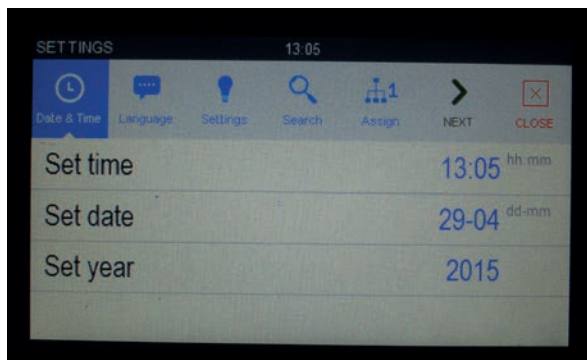 SETTINGS 13:05
Date & Time Language Settings Search Assign 1 NEXT CLOSE
Set time 13:05 hh:mm
Set date 29-04 dd-mm
Set year 2015